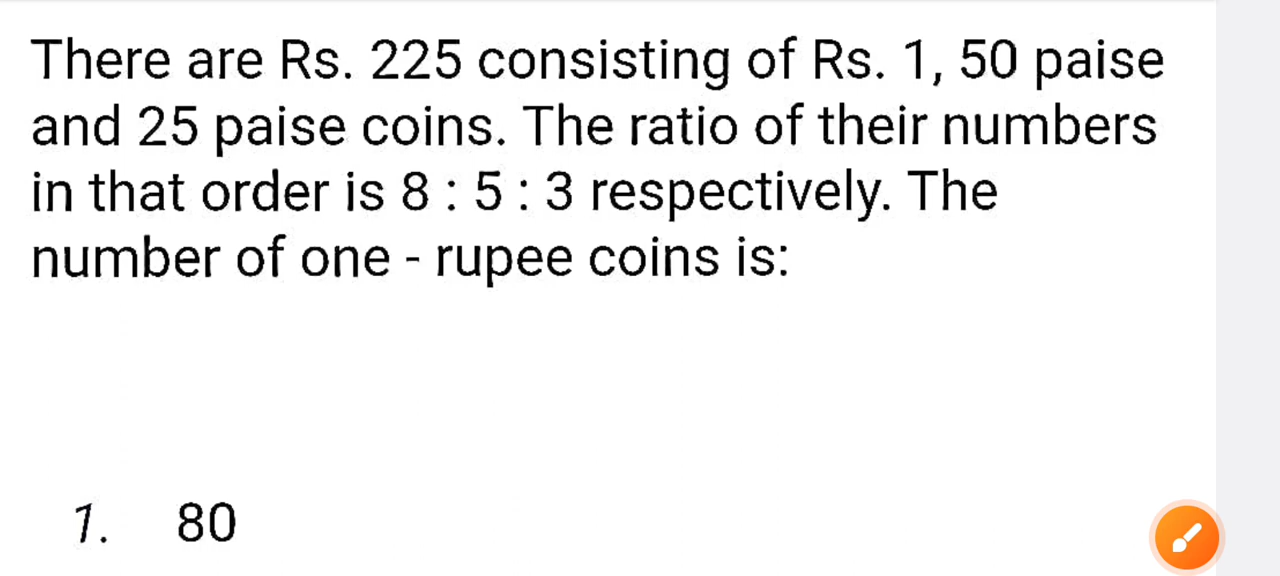 There are Rs. 225 consisting of Rs. 1, 50 paise
and 25 paise coins. The ratio of their numbers
in that order is 8 : 5 : 3 respectively. The
number of one - rupee coins is:
1. 80